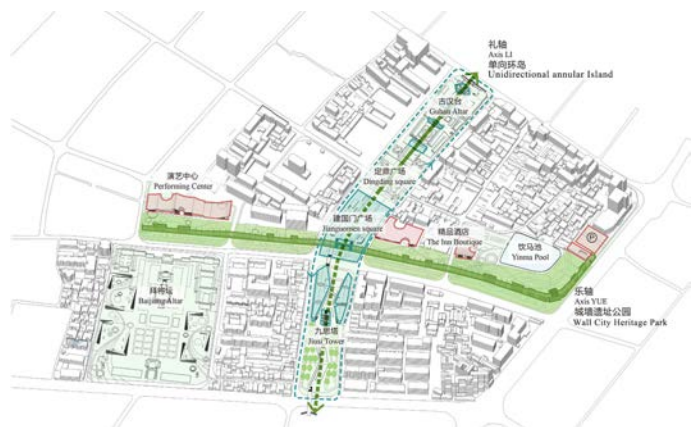 礼轴
Axis LI
单向环岛
Unidirectional annular Island
古汉台
Guhan Altar
定鼎广场
Dingding square
演艺中心
Performing Center
建国门广场
Jianguomen square
精品酒店
The Inn Boutique
饮马池
Yinma Pool
P
拜将坛
Baijiang Altar
乐轴
Axis YUE
城墙遗址公园
Wall City Heritage Park
九思塔
Jiusi Tower